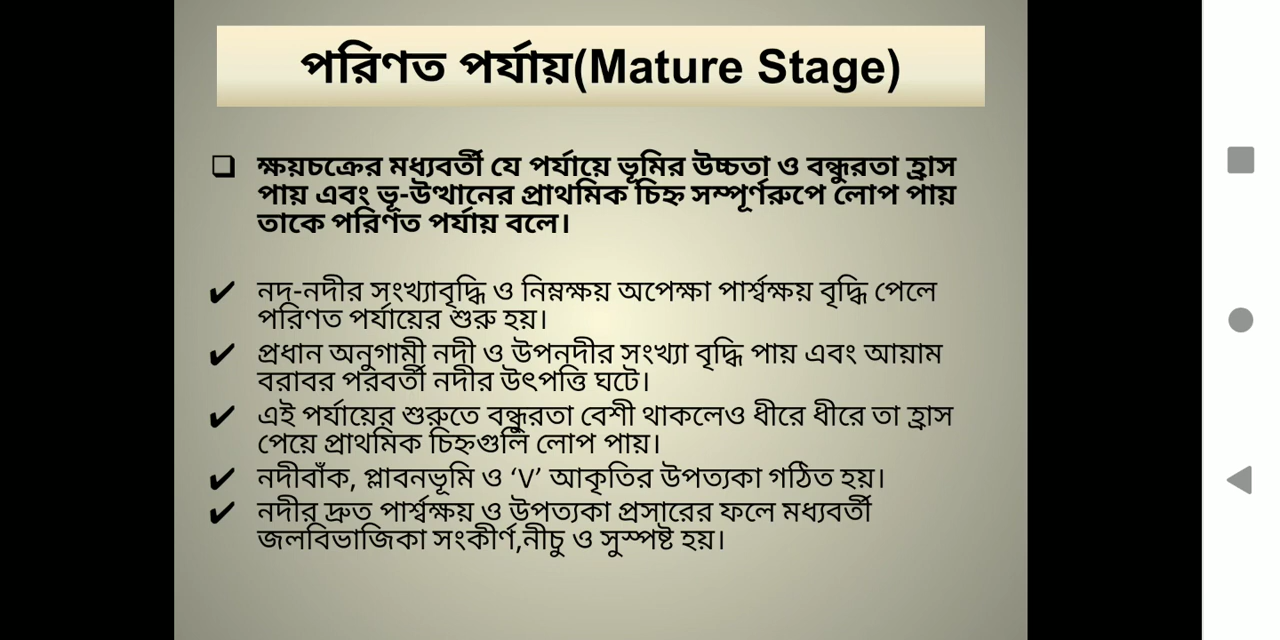 পরিণত পর্যায়(Mature Stage)
❑ ক্ষয়চক্রের মধ্যবর্তী যে পর্যায়ে ভূমির উচ্চতা ও বন্ধুরতা হ্রাস
পায় এবং ভূ-উত্থানের প্রাথমিক চিহ্ন সম্পূর্ণরুপে লোপ পায়
তাকে পরিণত পর্যায় বলে।
✔ নদ-নদীর সংখ্যাবৃদ্ধি ও নিম্নক্ষয় অপেক্ষা পার্শ্বক্ষয় বৃদ্ধি পেলে
পরিণত পর্যায়ের শুরু হয়।
✔ প্রধান অনুগামী নদী ও উপনদীর সংখ্যা বৃদ্ধি পায় এবং আয়াম
বরাবর পরবর্তী নদীর উৎপত্তি ঘটে।
✔ এই পর্যায়ের শুরুতে বন্ধুরতা বেশী থাকলেও ধীরে ধীরে তা হ্রাস
পেয়ে প্রাথমিক চিহ্নগুলি লোপ পায়।
✔ নদীবাঁক, প্লাবনভূমি ও ‘V’ আকৃতির উপত্যকা গঠিত হয়।
✔ নদীর দ্রুত পার্শ্বক্ষয় ও উপত্যকা প্রসারের ফলে মধ্যবর্তী
জলবিভাজিকা সংকীর্ণ,নীচু ও সুস্পষ্ট হয়।